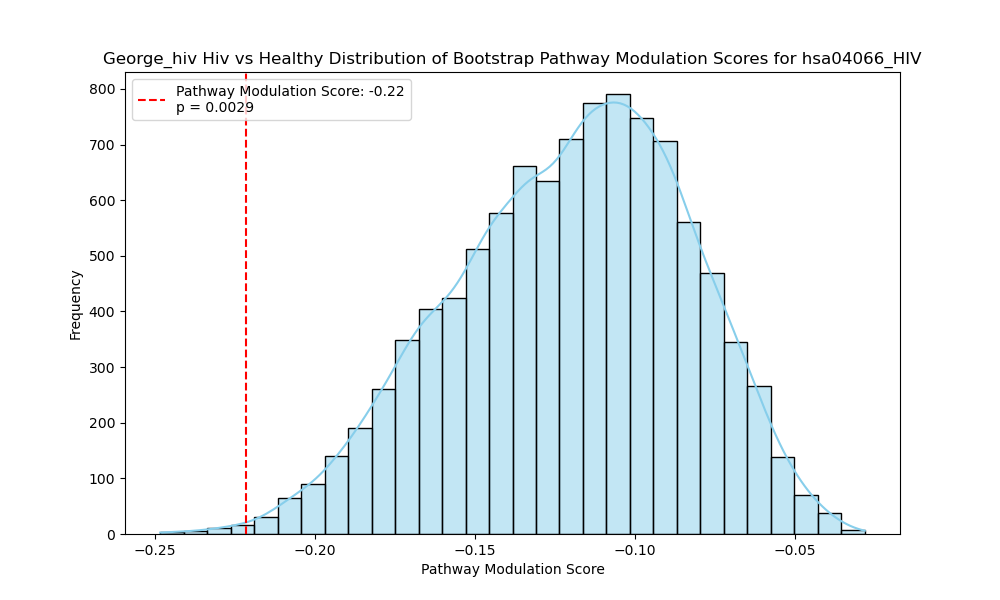 George_hiv Hiv vs Healthy Distribution of Bootstrap Pathway Modulation Scores for hsa04066_HIV
Pathway Modulation Score: -0.22
p = 0.0029
800
700
600
500
400
300
200
100
0
Frequency
−0.25
−0.20
−0.15
−0.10
−0.05
Pathway Modulation Score